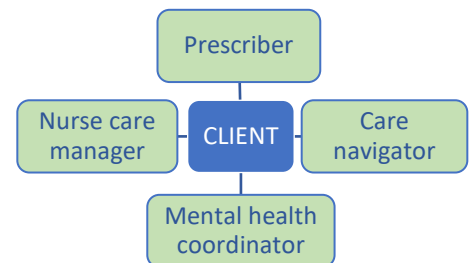 Prescriber
Nurse care
manager
CLIENT
Care
navigator
Mental health
coordinator